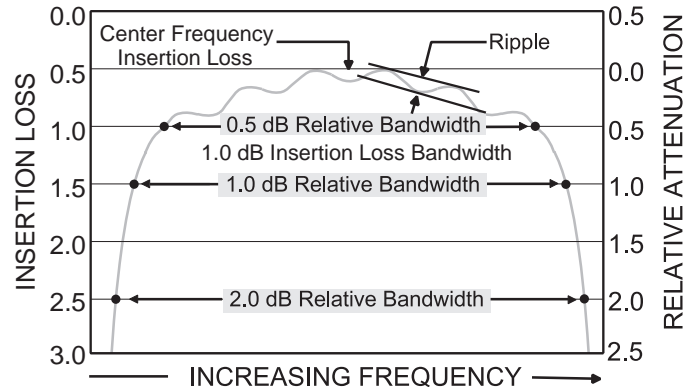 0.0
0.5
1.0
1.5
2.0
2.5
3.0
INSERTION LOSS
Center Frequency
Insertion Loss
Ripple
0.5 dB Relative Bandwidth
1.0 dB Insertion Loss Bandwidth
1.0 dB Relative Bandwidth
2.0 dB Relative Bandwidth
0.5
0.0
0.5
1.0
1.5
2.0
2.5
RELATIVE ATTENUATION
INCREASING FREQUENCY